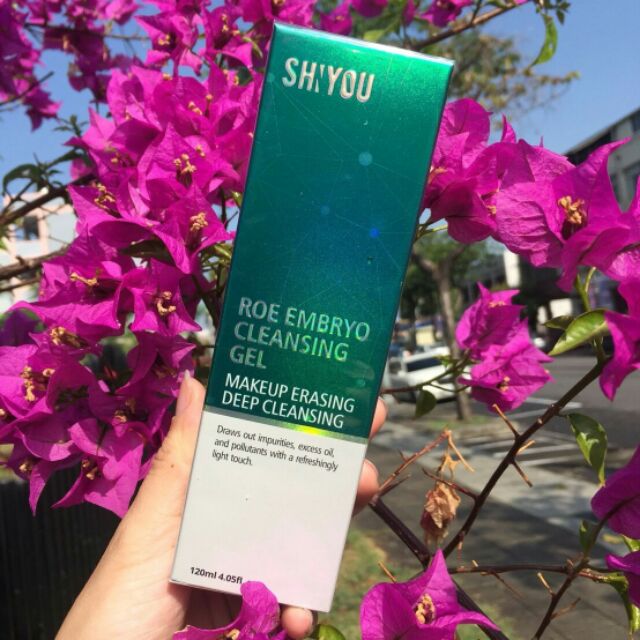 SHIYOU
ROE EMBRYO
CLEANSING
GEL
MAKEUP ERASING
DEEP CLEANSING
Draws out impurities, excess oil,
and pollutants with a refreshingly
light touch.
120ml 4.05fl